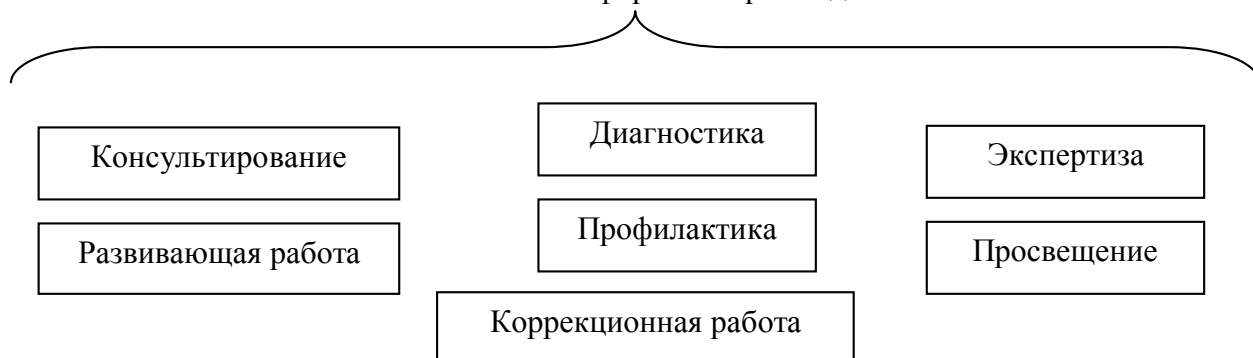 Консультирование
Диагностика
Экспертиза
Развивающая работа
Профилактика
Просвещение
Коррекционная работа